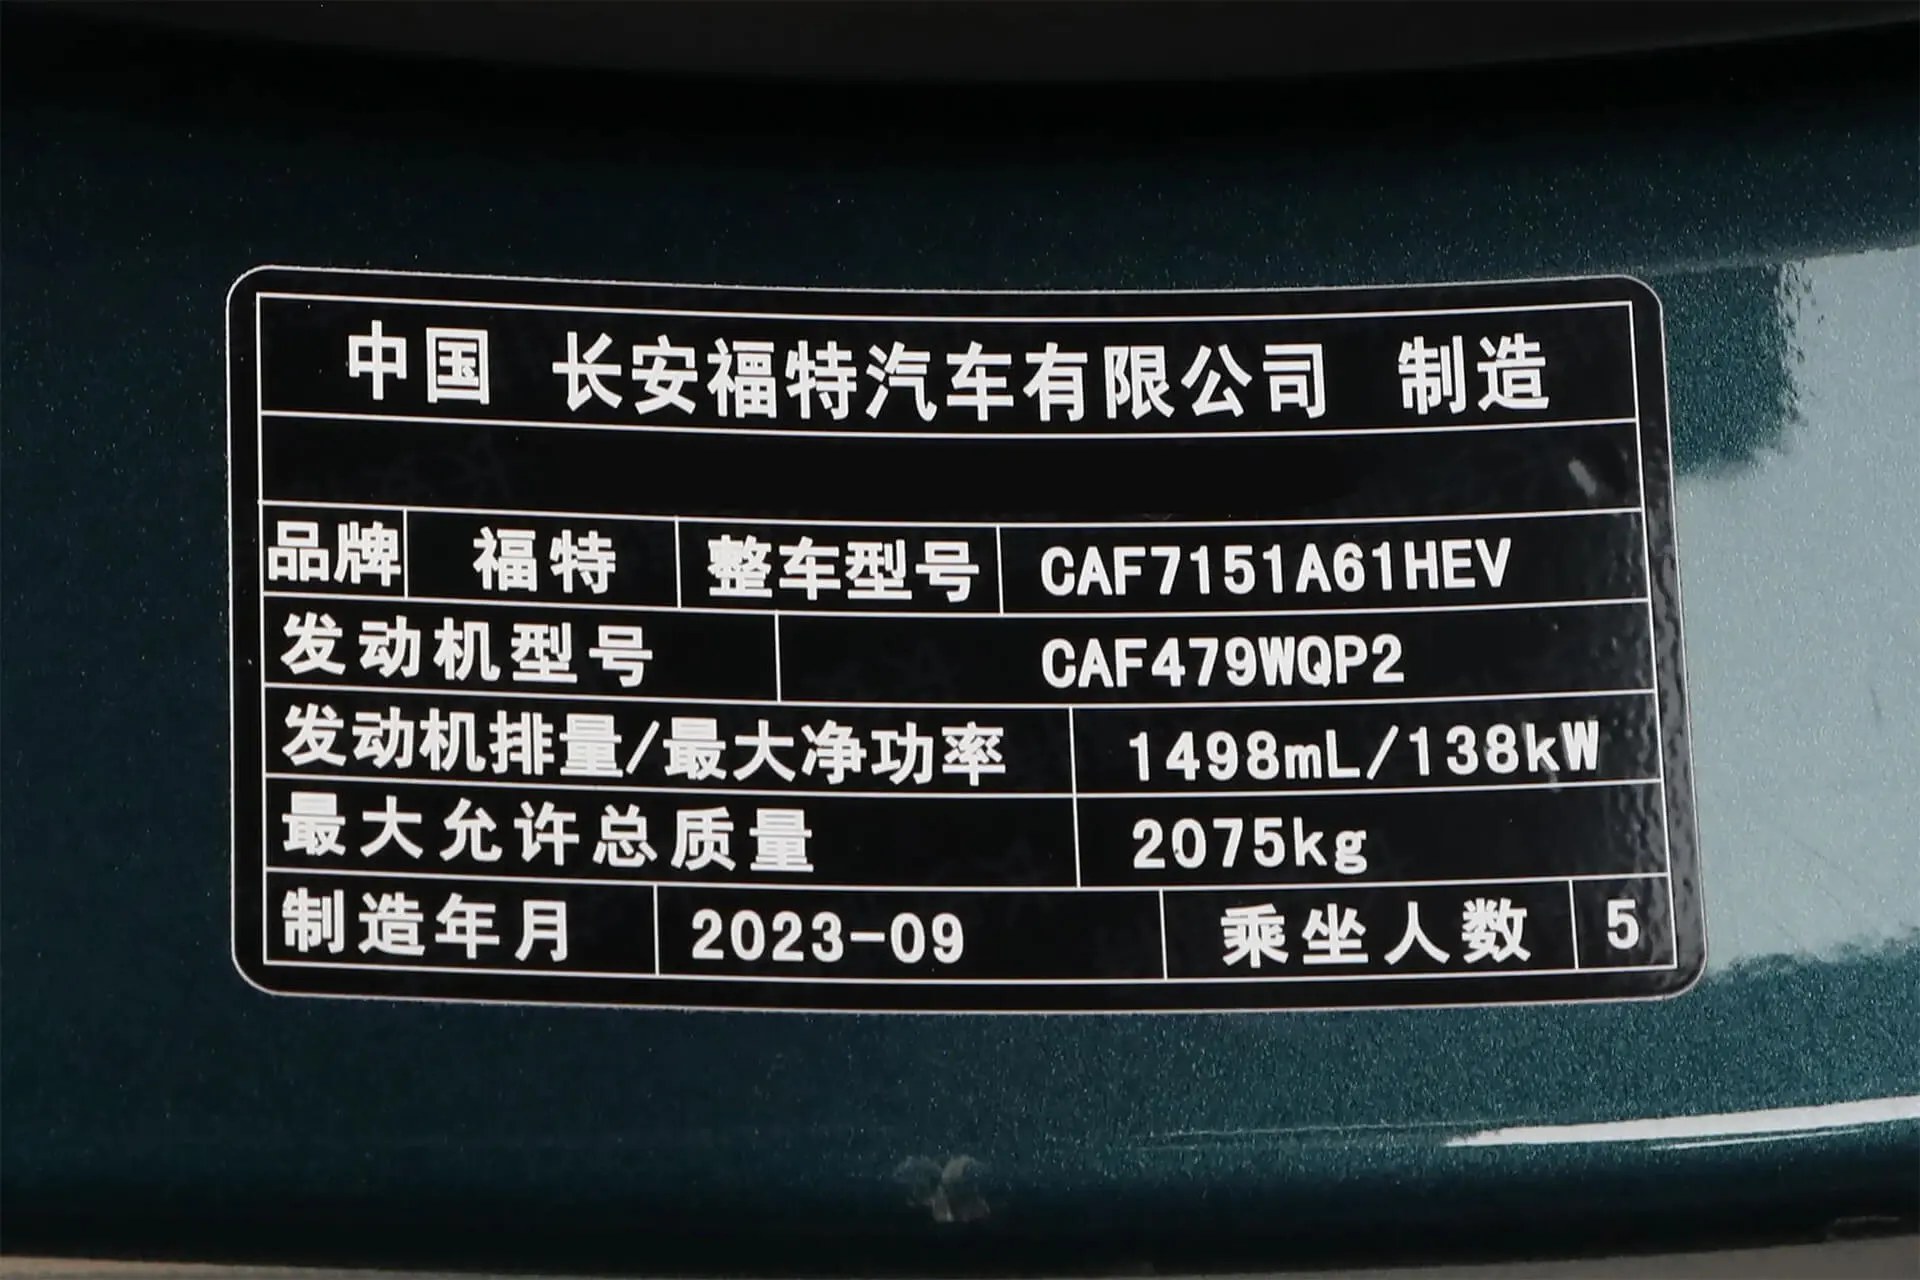 中国 长安福特汽车有限公司 制造
品牌 福特 整车型号 CAF7151A61HEV
发动机型号 CAF479WQP2
发动机排量/最大净功率 1498mL/138kW
最大允许总质量 2075kg
制造年月 2023-09 乘坐人数 5